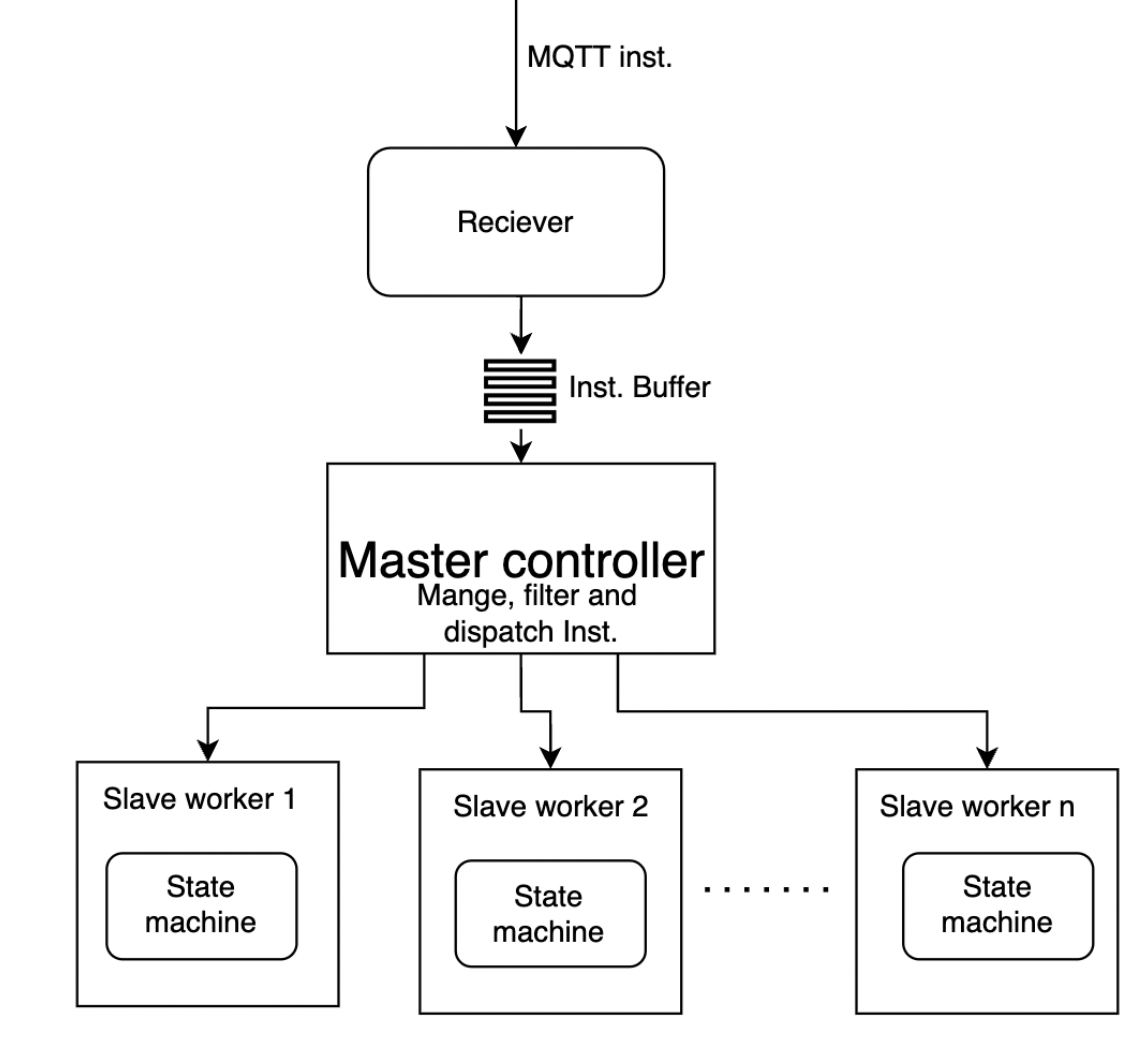 MQTT inst.
Reciever
Inst. Buffer
Master controller
Mange, filter and
dispatch Inst.
Slave worker 1
State
machine
Slave worker 2
State
machine
.......
Slave worker n
State
machine